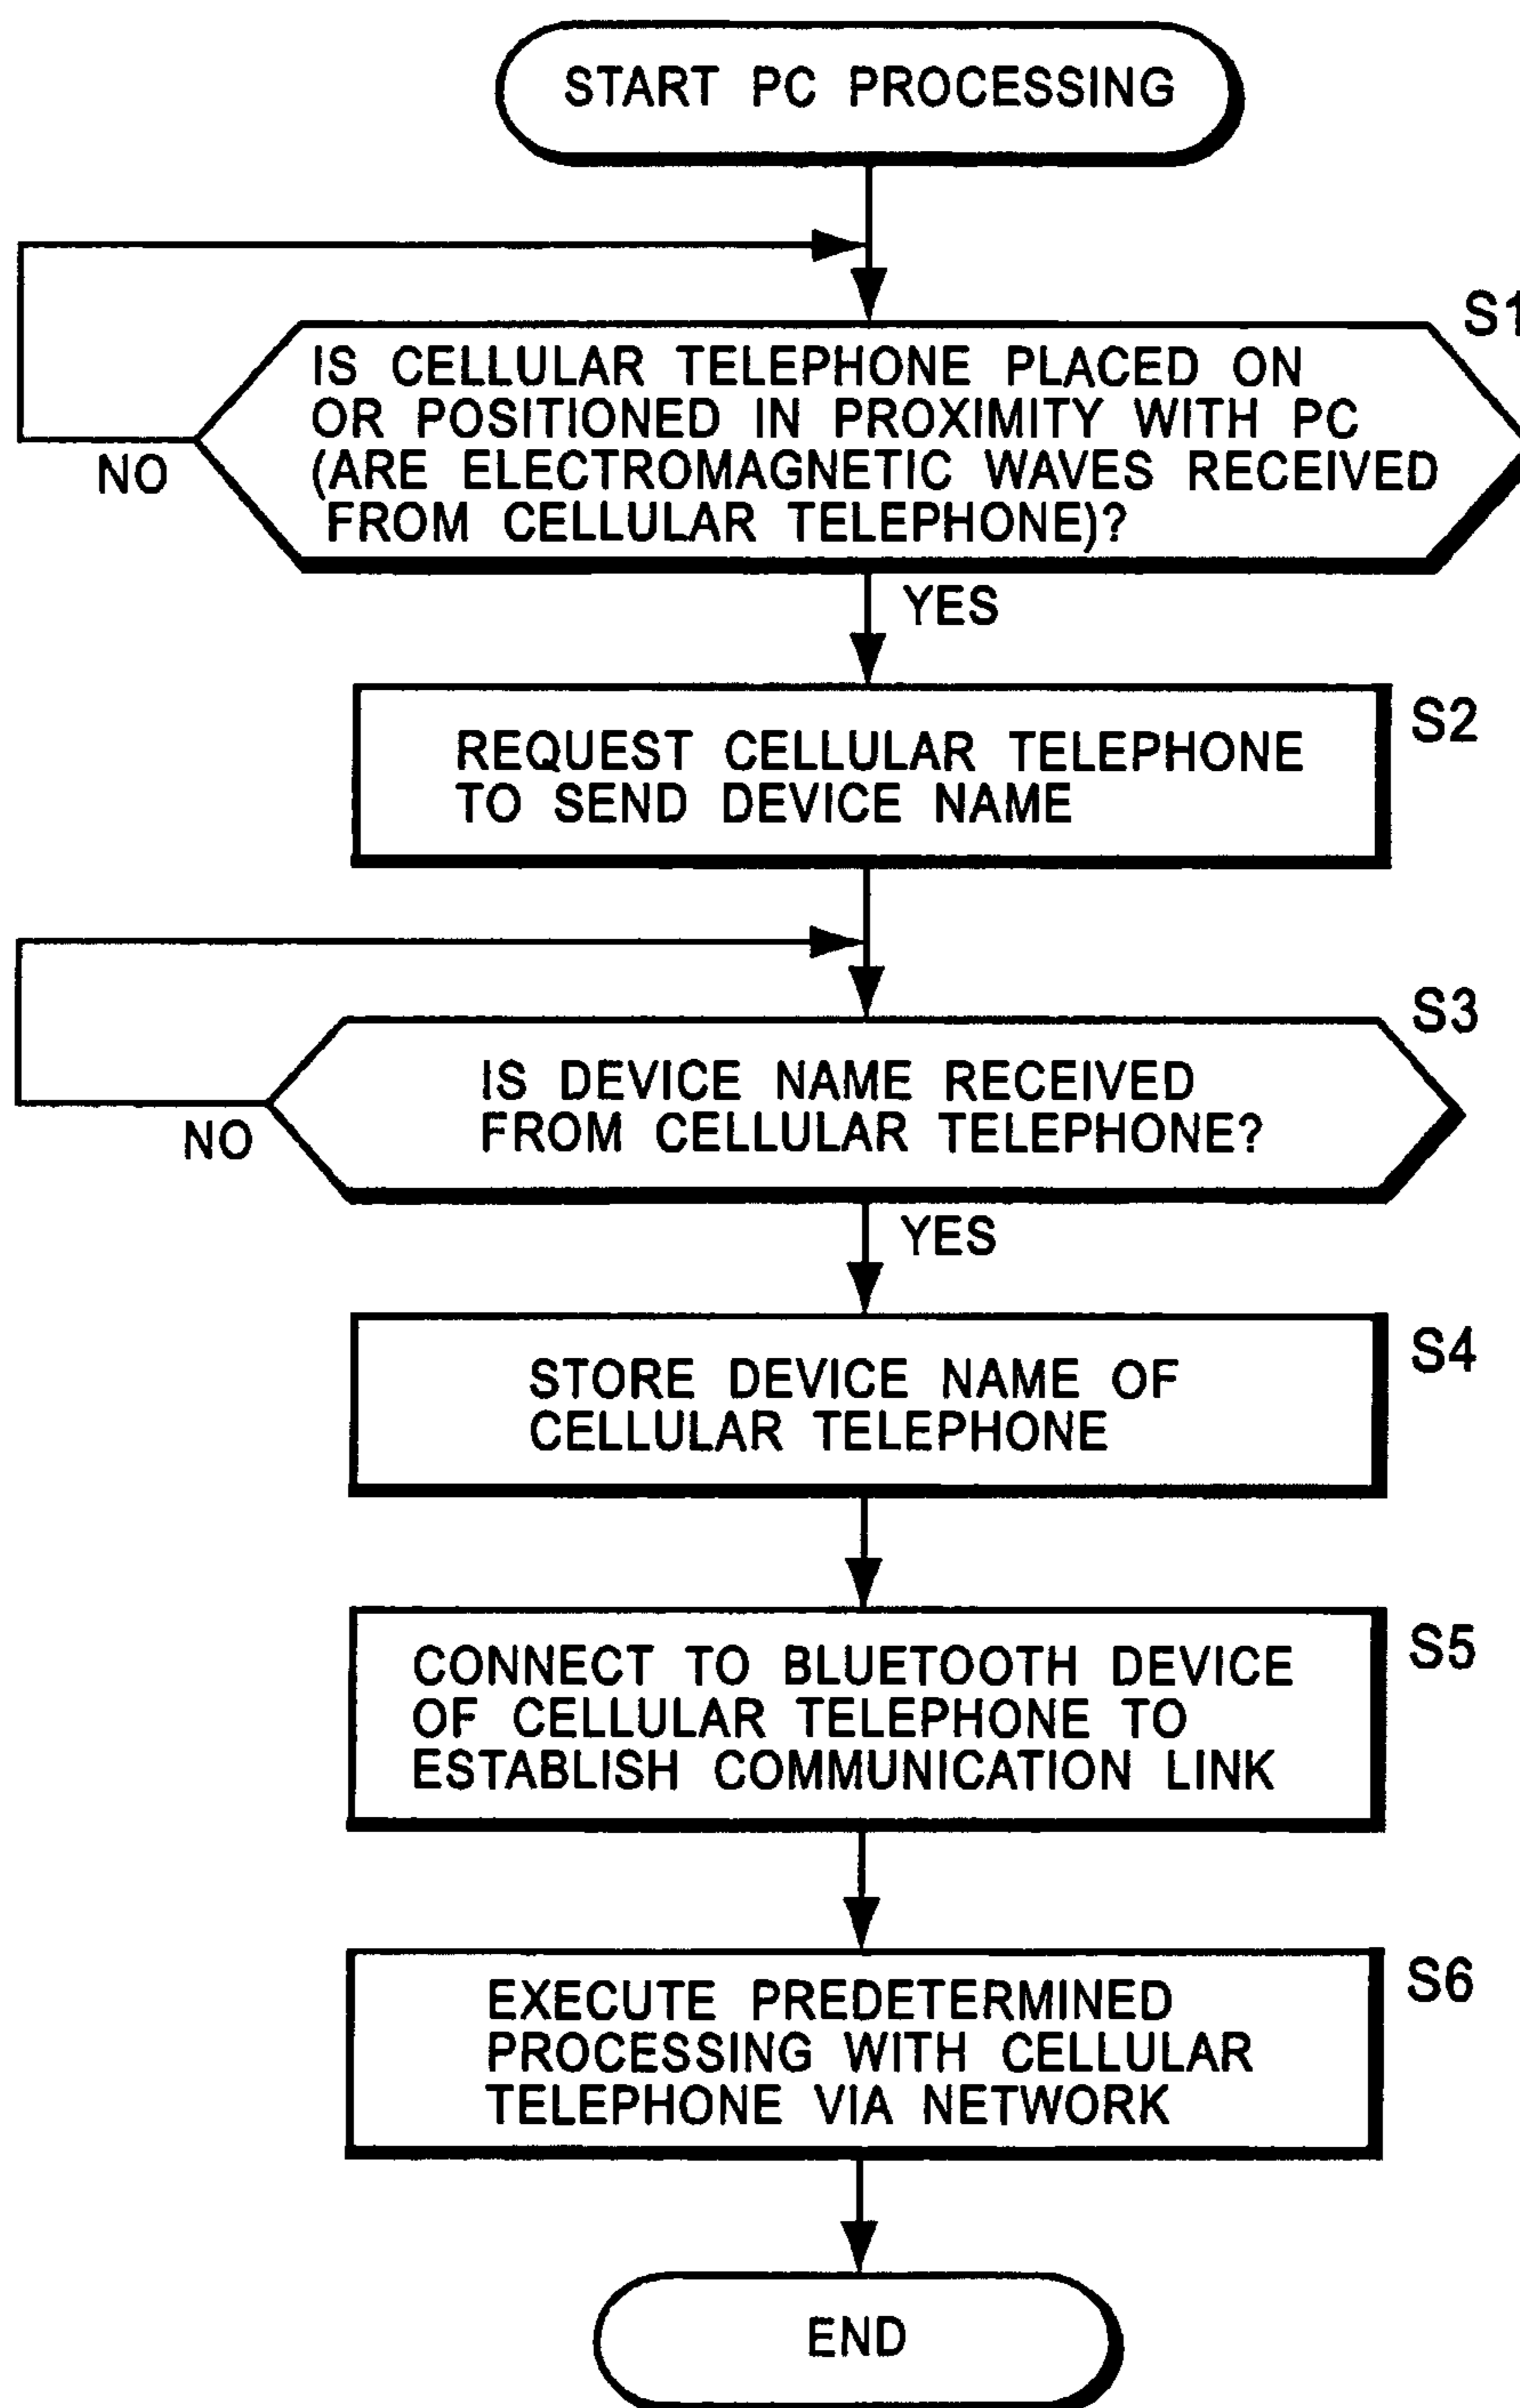 START PC PROCESSING
S1
IS CELLULAR TELEPHONE PLACED ON
OR POSITIONED IN PROXIMITY WITH PC
(ARE ELECTROMAGNETIC WAVES RECEIVED
FROM CELLULAR TELEPHONE)?
NO
YES
S2
REQUEST CELLULAR TELEPHONE
TO SEND DEVICE NAME
S3
IS DEVICE NAME RECEIVED
FROM CELLULAR TELEPHONE?
NO
YES
S4
STORE DEVICE NAME OF
CELLULAR TELEPHONE
S5
CONNECT TO BLUETOOTH DEVICE
OF CELLULAR TELEPHONE TO
ESTABLISH COMMUNICATION LINK
S6
EXECUTE PREDETERMINED
PROCESSING WITH CELLULAR
TELEPHONE VIA NETWORK
END